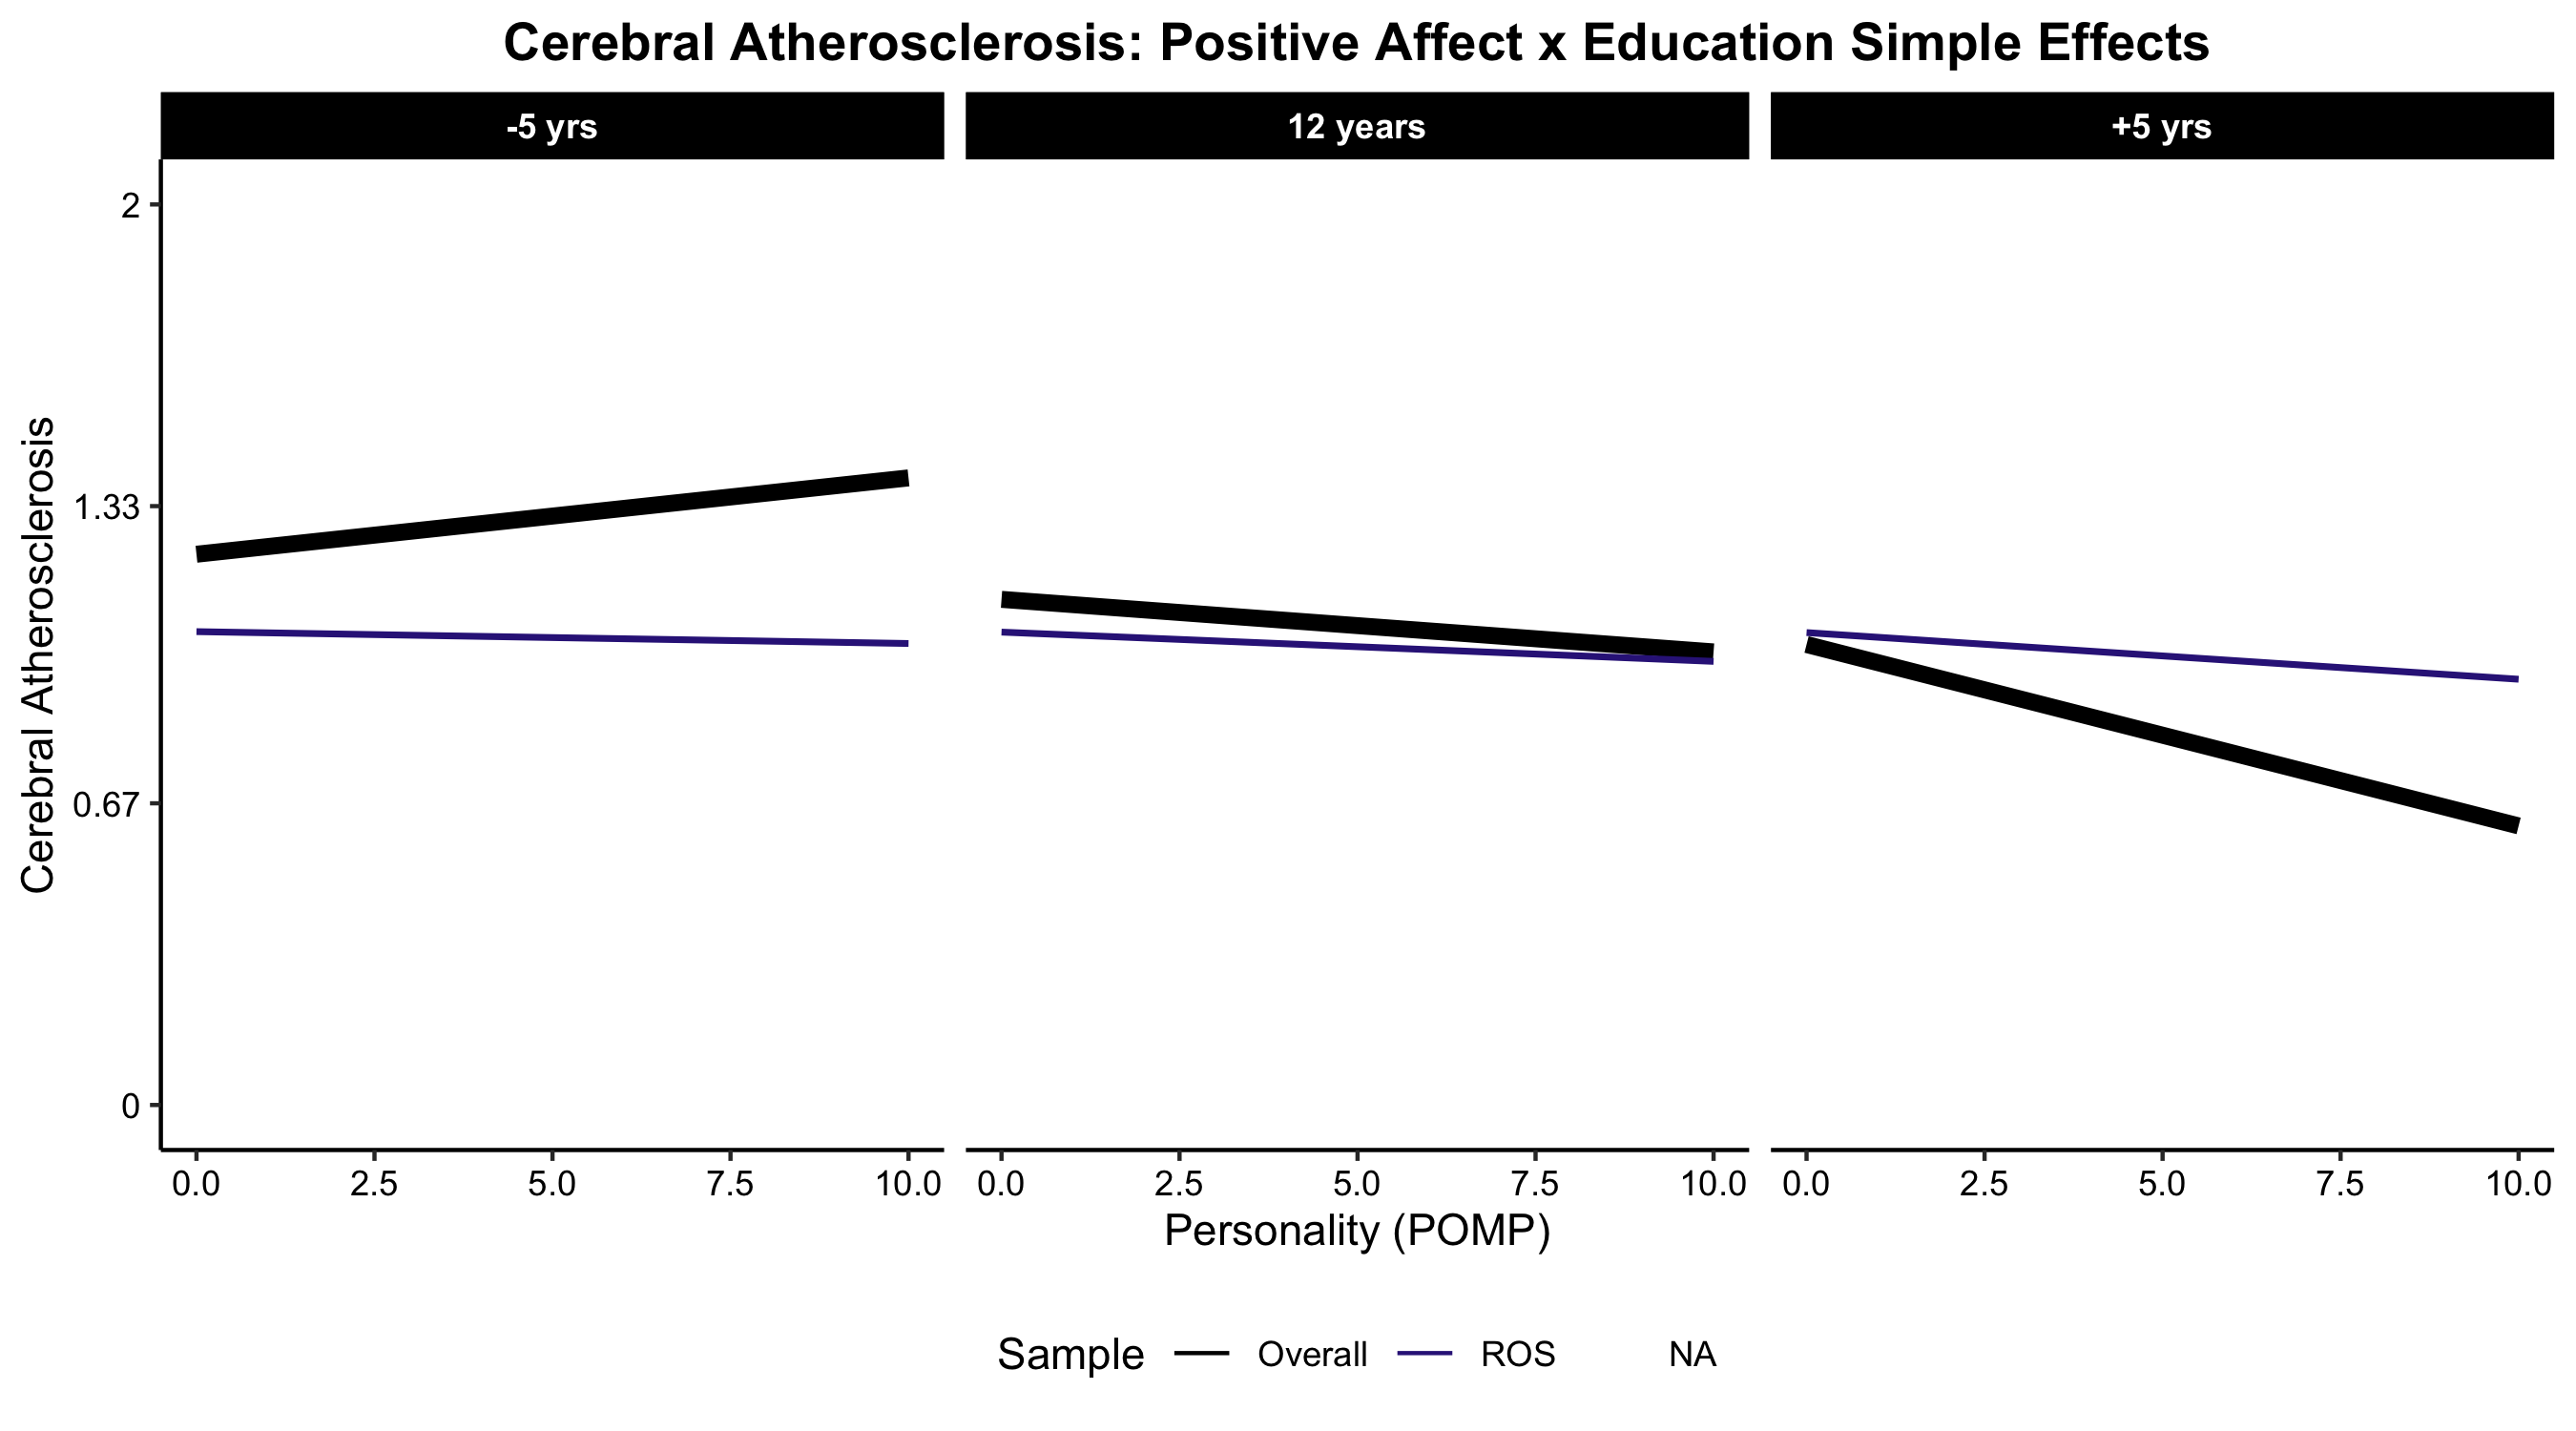 Cerebral Atherosclerosis: Positive Affect x Education Simple Effects
-5 yrs
12 years
+5 yrs
Cerebral Atherosclerosis
2
1.33
0.67
0
0.0 2.5 5.0 7.5 10.0
0.0 2.5 5.0 7.5 10.0
0.0 2.5 5.0 7.5 10.0
Personality (POMP)
Sample Overall ROS NA